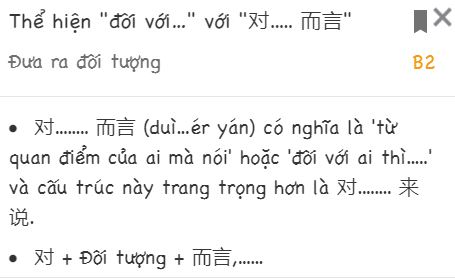 Thể hiện "đối với..." với "对..... 而言"
Đưa ra đối tượng
B2
• 对........ 而言 (duì...ér yán) có nghĩa là 'từ
quan điểm của ai mà nói' hoặc 'đối với ai thì.....'
và cấu trúc này trang trọng hơn là 对........ 来
说.
• 对 + Đối tượng + 而言,......